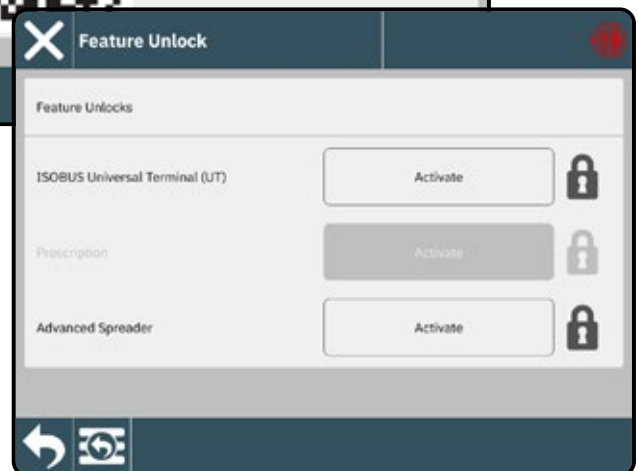 Feature Unlock
Feature Unlocks
ISOBUS Universal Terminal (UT)
Activate
Prescription
Activate
Advanced Spreader
Activate